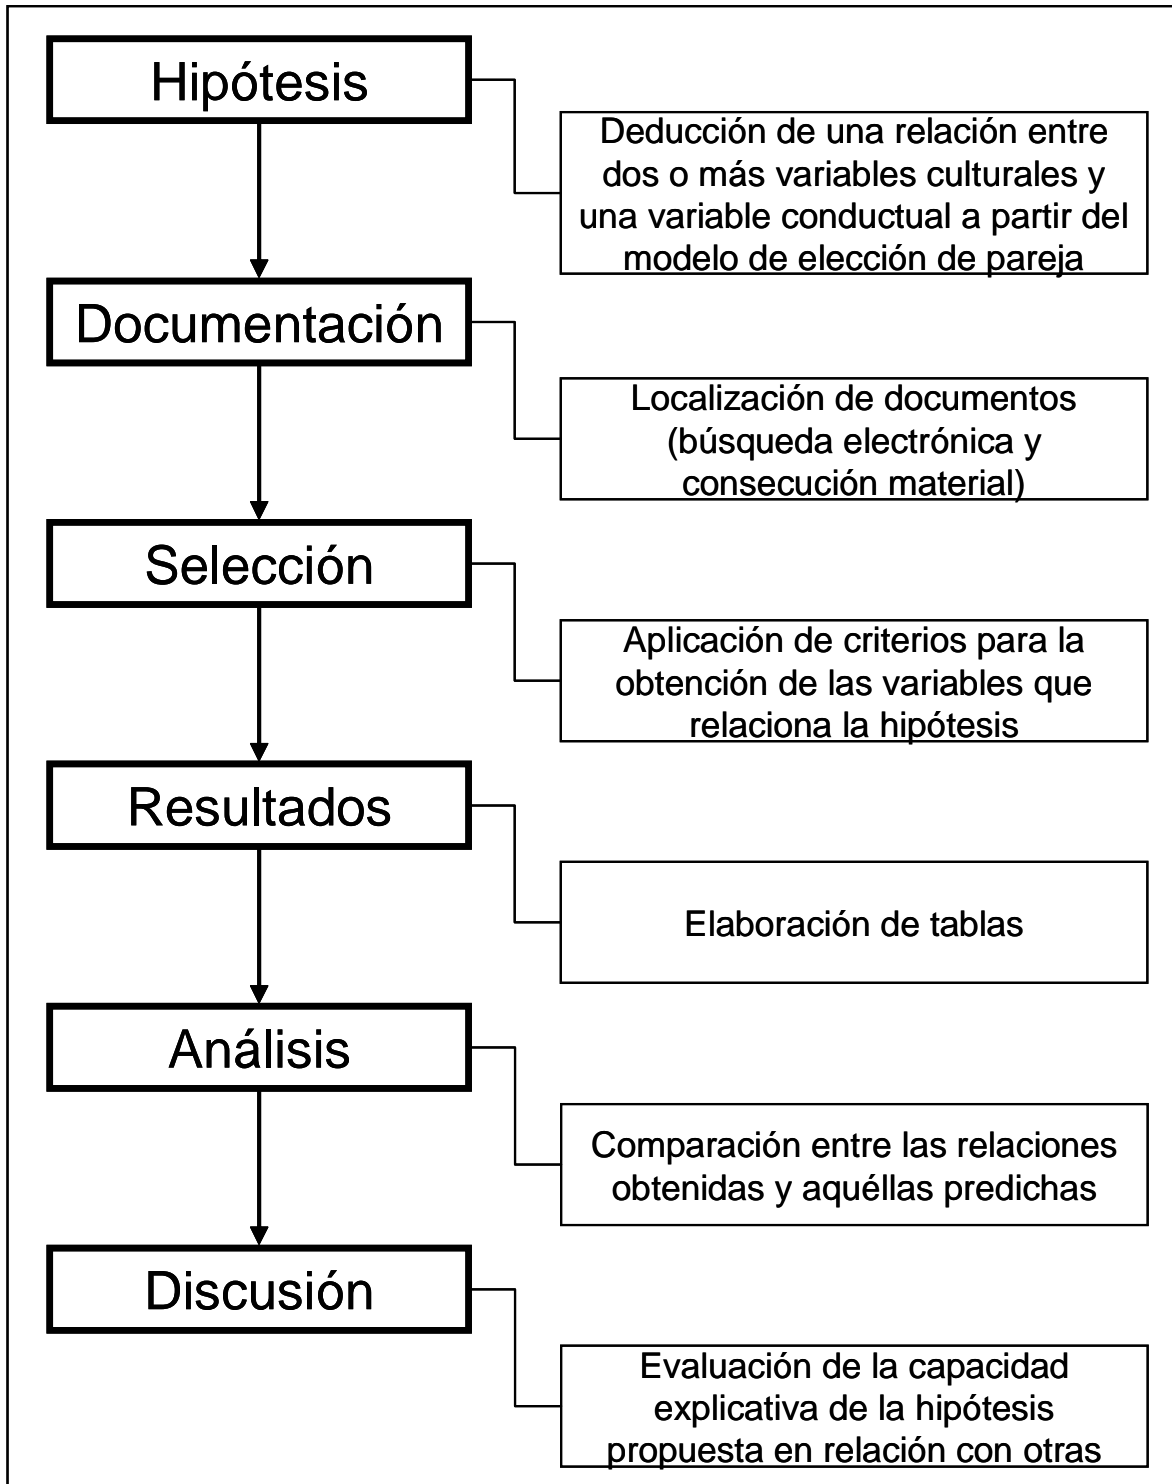 Hipótesis
Deducción de una relación entre
dos o más variables culturales y
una variable conductual a partir del
modelo de elección de pareja
Documentación
Localización de documentos
(búsqueda electrónica y
consecución material)
Selección
Aplicación de criterios para la
obtención de las variables que
relaciona la hipótesis
Resultados
Elaboración de tablas
Análisis
Comparación entre las relaciones
obtenidas y aquéllas predichas
Discusión
Evaluación de la capacidad
explicativa de la hipótesis
propuesta en relación con otras